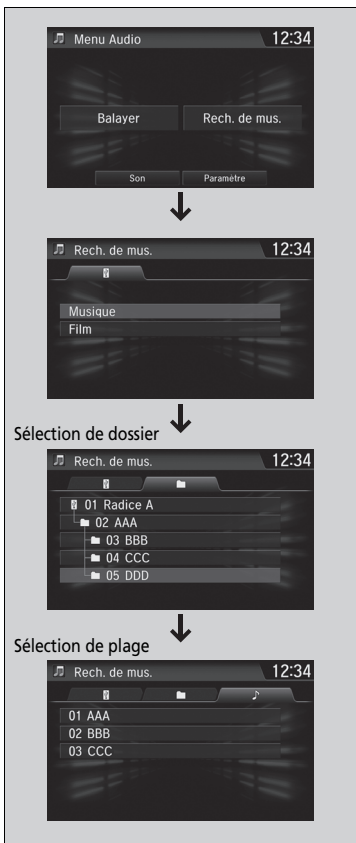 Menu Audio 12:34
Balayer Rech. de mus.
Son Paramètre
Rech. de mus. 12:34
Musique
Film
Sélection de dossier
Rech. de mus. 12:34
01 Radice A
02 AAA
03 BBB
04 CCC
05 DDD
Sélection de plage
Rech. de mus. 12:34
01 AAA
02 BBB
03 CCC